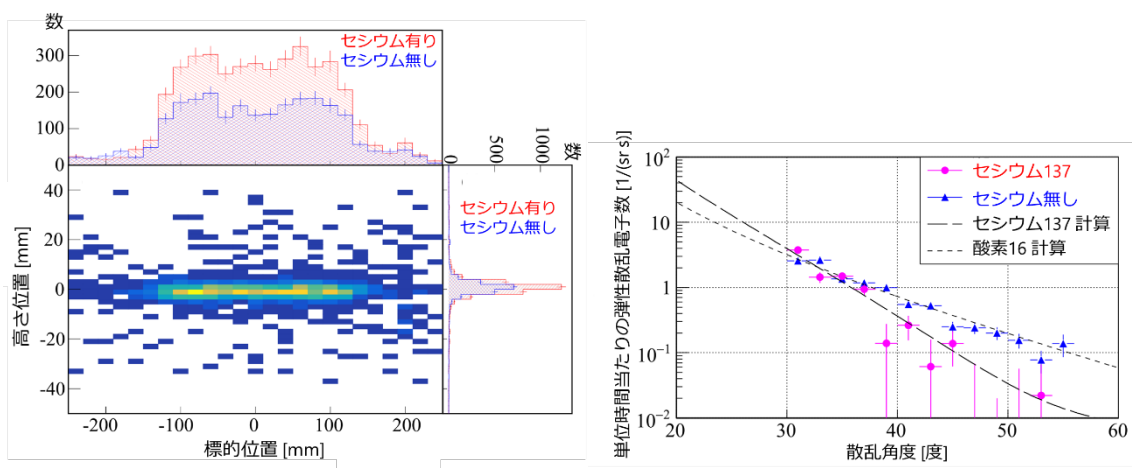 数
セシウム有り
セシウム無し
300
200
100
0
0
500
1000
数
40
20
0
-20
-40
高さ位置 [mm]
セシウム有り
セシウム無し
-200
-100
0
100
200
標的位置 [mm]
単位時間当たりの弾性散乱電子数 [1/(sr s)]
10²
10
1
10⁻¹
10⁻²
セシウム137
セシウム無し
セシウム137 計算
酸素16 計算
20
30
40
50
60
散乱角度 [度]